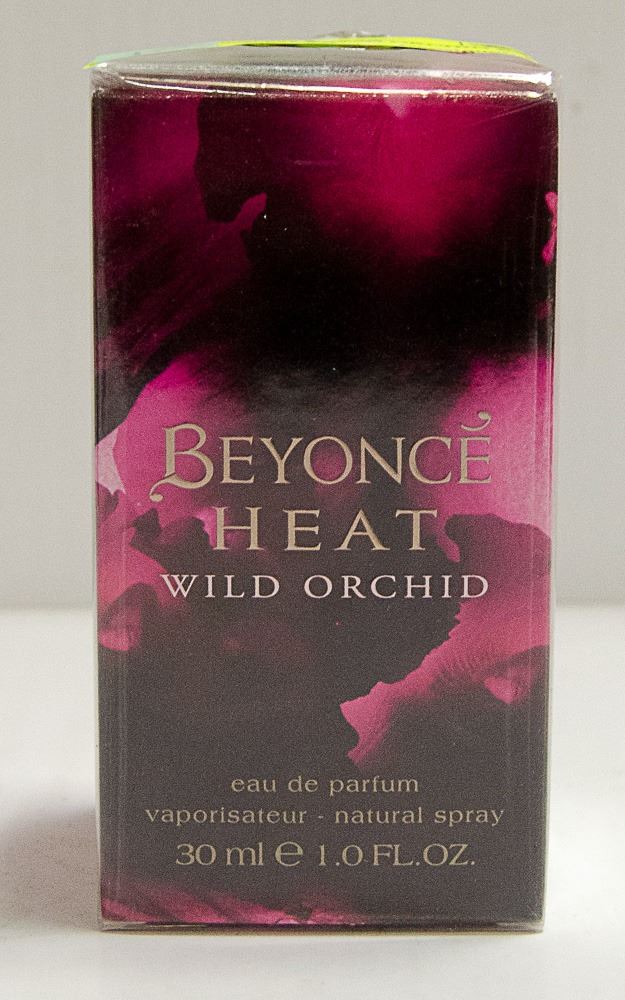 BEYONCÉ
HEAT
WILD ORCHID
eau de parfum
vaporisateur - natural spray
30 ml ℮ 1.0 FL.OZ.